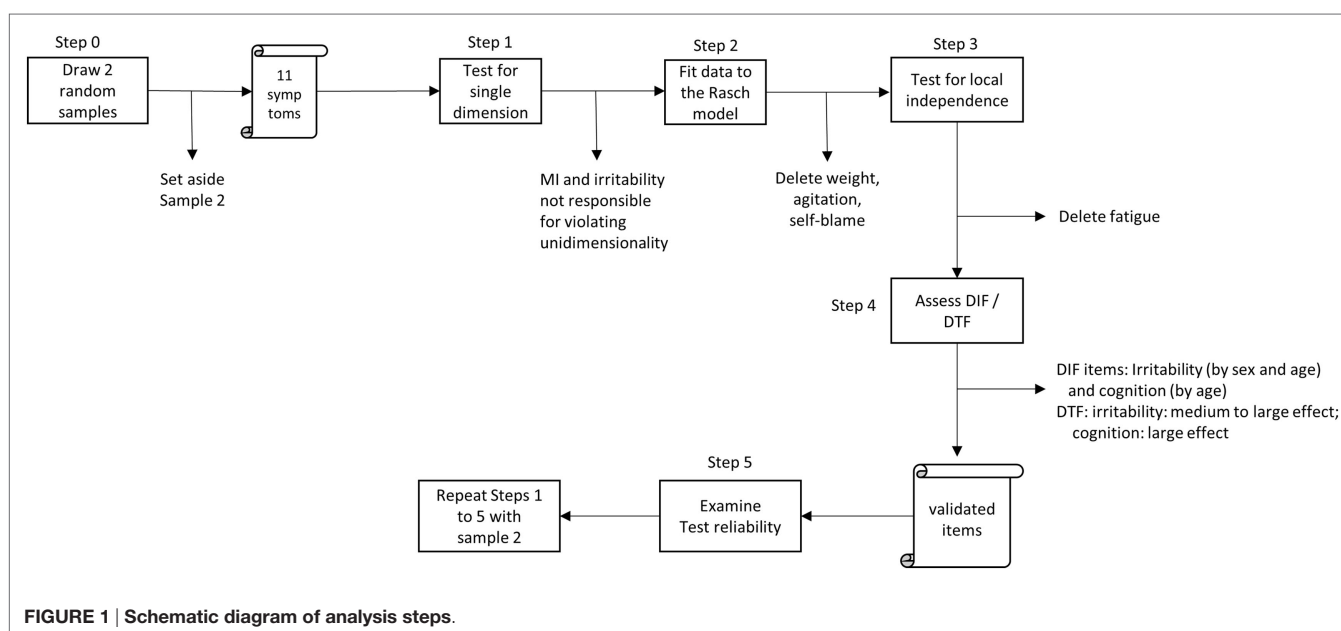 Step 0
Draw 2
random
samples
Set aside
Sample 2
11
symp
toms
Step 1
Test for
single
dimension
MI and irritability
not responsible
for violating
unidimensionality
Step 2
Fit data to
the Rasch
model
Delete weight,
agitation,
self-blame
Step 3
Test for local
independence
Delete fatigue
Step 4
Assess DIF /
DTF
DIF items: Irritability (by sex and age)
and cognition (by age)
DTF: irritability: medium to large effect;
cognition: large effect
validated
items
Step 5
Examine
Test reliability
Repeat Steps 1
to 5 with
sample 2
FIGURE 1 | Schematic diagram of analysis steps.